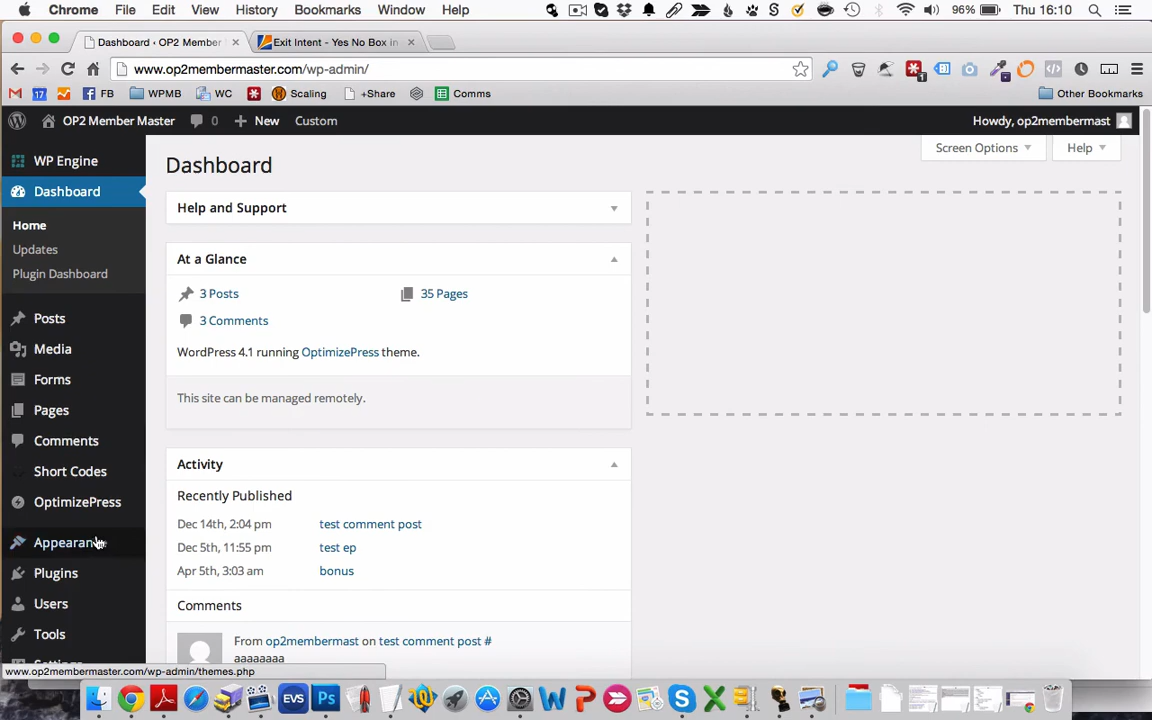 Chrome File Edit View History Bookmarks Window Help 96% Thu 16:10
Dashboard ‹ OP2 Member Exit Intent - Yes No Box in
www.op2membermaster.com/wp-admin/
17 FB WPMB WC Scaling +Share Comms Other Bookmarks
OP2 Member Master 0 New Custom Howdy, op2membermast
Screen Options Help
WP Engine
Dashboard
Home
Updates
Plugin Dashboard
Posts
Media
Forms
Pages
Comments
Short Codes
OptimizePress
Plugins
Users
Tools
www.op2membermaster.com/wp-admin/themes.php
Dashboard
Help and Support
At a Glance
3 Posts 35 Pages
3 Comments
WordPress 4.1 running OptimizePress theme.
This site can be managed remotely.
Activity
Recently Published
Dec 14th, 2:04 pm test comment post
Dec 5th, 11:55 pm test ep
Apr 5th, 3:03 am bonus
Comments
From op2membermast on test comment post #
aaaaaaaa
EVS Ps